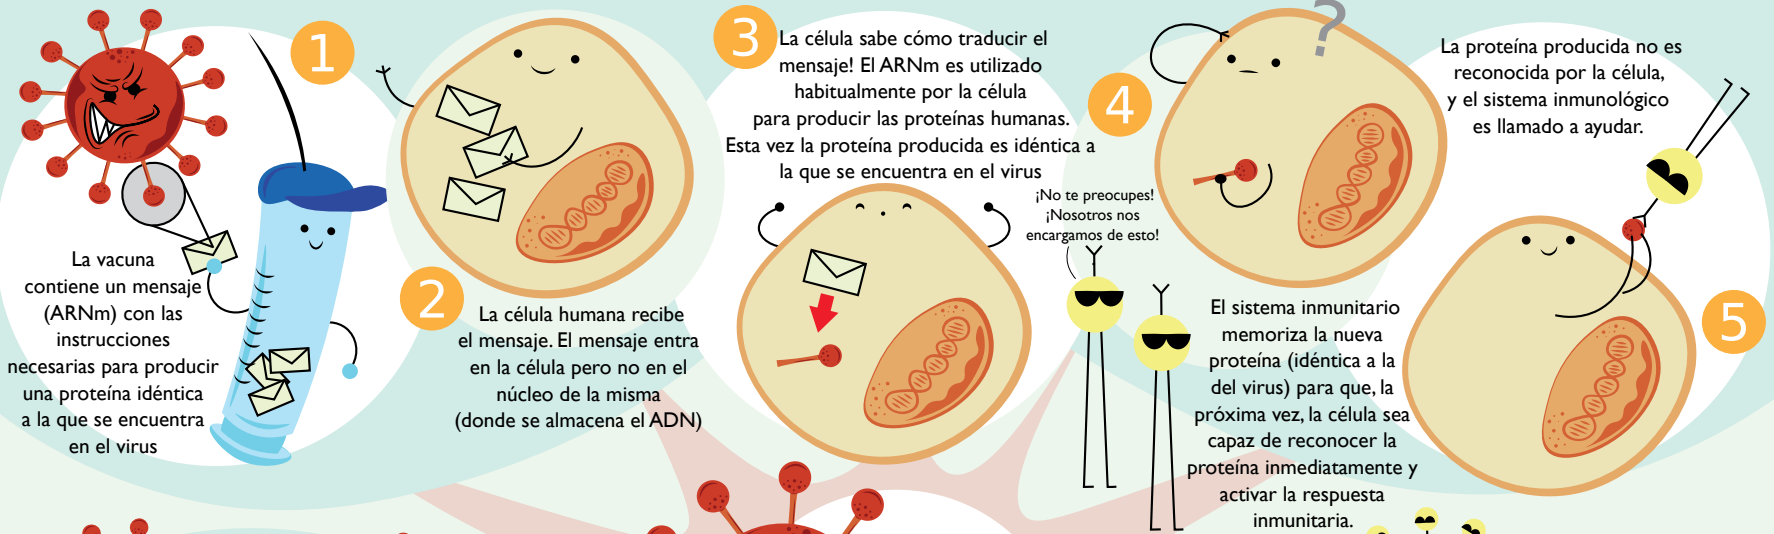 1
La vacuna
contiene un mensaje
(ARNm) con las
instrucciones
necesarias para producir
una proteína idéntica
a la que se encuentra
en el virus
2
La célula humana recibe
el mensaje. El mensaje entra
en la célula pero no en el
núcleo de la misma
(donde se almacena el ADN)
3
La célula sabe cómo traducir el
mensaje! El ARNm es utilizado
habitualmente por la célula
para producir las proteínas humanas.
Esta vez la proteína producida es idéntica a
la que se encuentra en el virus
4
?
La proteína producida no es
reconocida por la célula,
y el sistema inmunológico
es llamado a ayudar.
¡No te preocupes!
¡Nosotros nos
encargamos de esto!
5
El sistema inmunitario
memoriza la nueva
proteína (idéntica a la
del virus) para que, la
próxima vez, la célula sea
capaz de reconocer la
proteína inmediatamente y
activar la respuesta
inmunitaria.